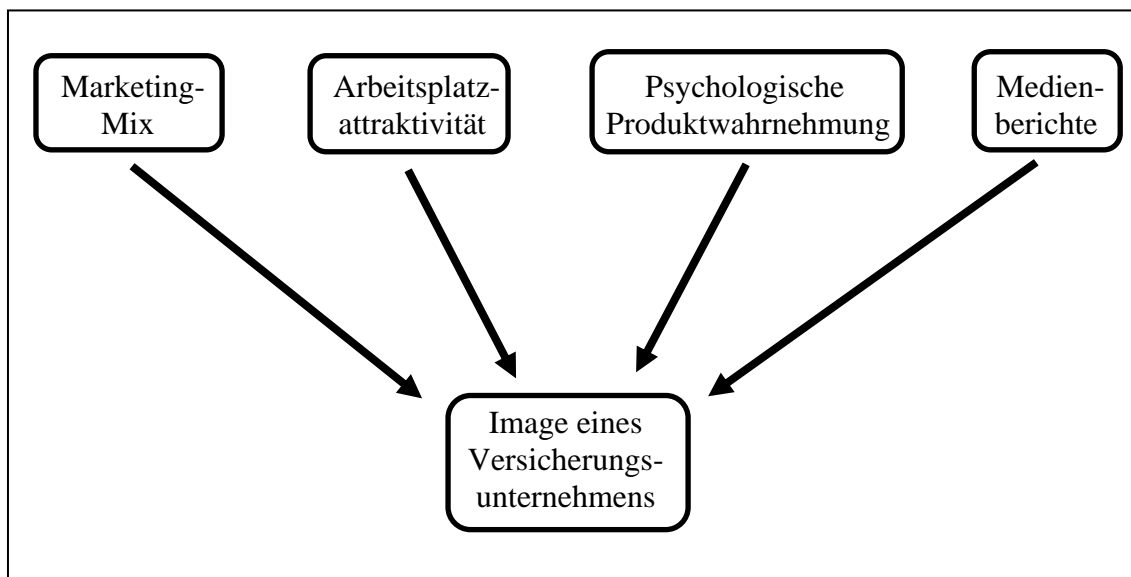 Marketing-
Mix
Arbeitsplatz-
attraktivität
Psychologische
Produktwahrnehmung
Medien-
berichte
Image eines
Versicherungs-
unternehmens